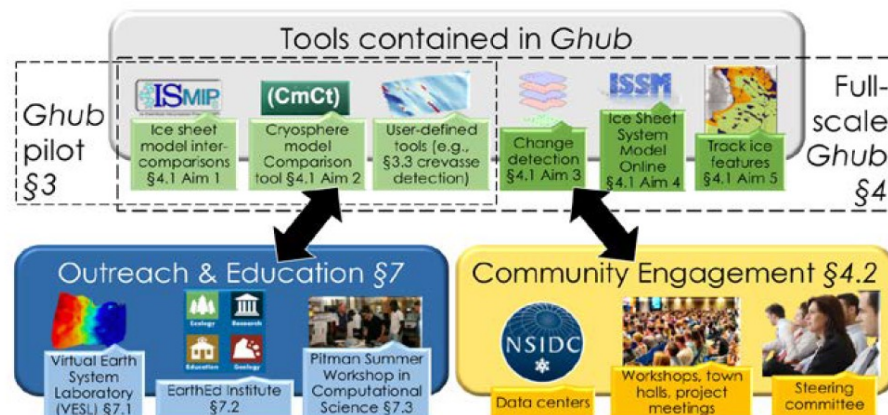 Tools contained in Ghub
Ghub
pilot
§3
ISMIP
Ice sheet
model inter-
comparisons
§4.1 Aim 1
(CmCt)
Cryosphere
model
Comparison
tool §4.1 Aim 2
User-defined
tools (e.g.,
§3.3 crevasse
detection)
Change
detection
§4.1 Aim 3
ISSM
Ice Sheet
System
Model
Online
§4.1 Aim 4
Track ice
features
§4.1 Aim 5
Full-
scale
Ghub
§4
Outreach & Education §7
Virtual Earth
System
Laboratory
(VESL) §7.1
Ecology
Research
Education
Geology
EarthEd Institute
§7.2
Pitman Summer
Workshop in
Computational
Science §7.3
Community Engagement §4.2
NSIDC
Data centers
Workshops, town
halls, project
meetings
Steering
committee